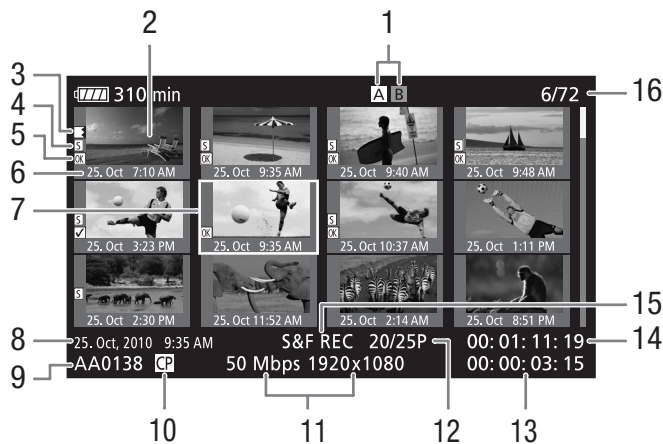 1
2
3
4
5
6
7
8
9
10
11
12
13
14
15
16
310 min
A B
6/72
S
OK
25. Oct 7:10 AM
S
OK
25. Oct 9:35 AM
S
OK
25. Oct 9:40 AM
S
OK
25. Oct 9:48 AM
S
25. Oct 3:23 PM
OK
25. Oct 9:35 AM
S
OK
25. Oct 10:37 AM
25. Oct 1:11 PM
S
25. Oct 2:30 PM
25. Oct 11:52 AM
25. Oct 2:14 AM
25. Oct 8:51 PM
25. Oct, 2010 9:35 AM
S&F REC 20/25P
00: 01: 11: 19
AA0138 CP
50 Mbps 1920x1080
00: 00: 03: 15